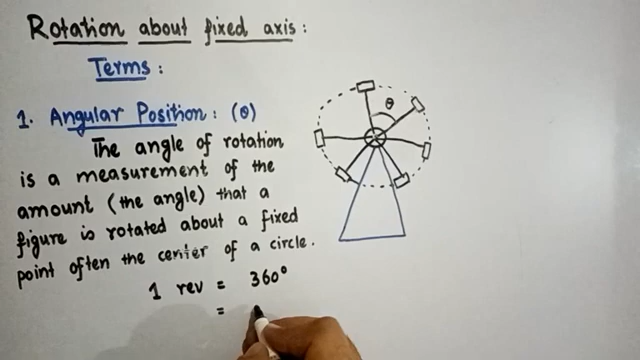 Rotation about fixed axis:
Terms:
1. Angular Position: (θ)
The angle of rotation
is a measurement of the
amount (the angle) that a
figure is rotated about a fixed
point often the center of a circle.
1 rev = 360°
=
θ